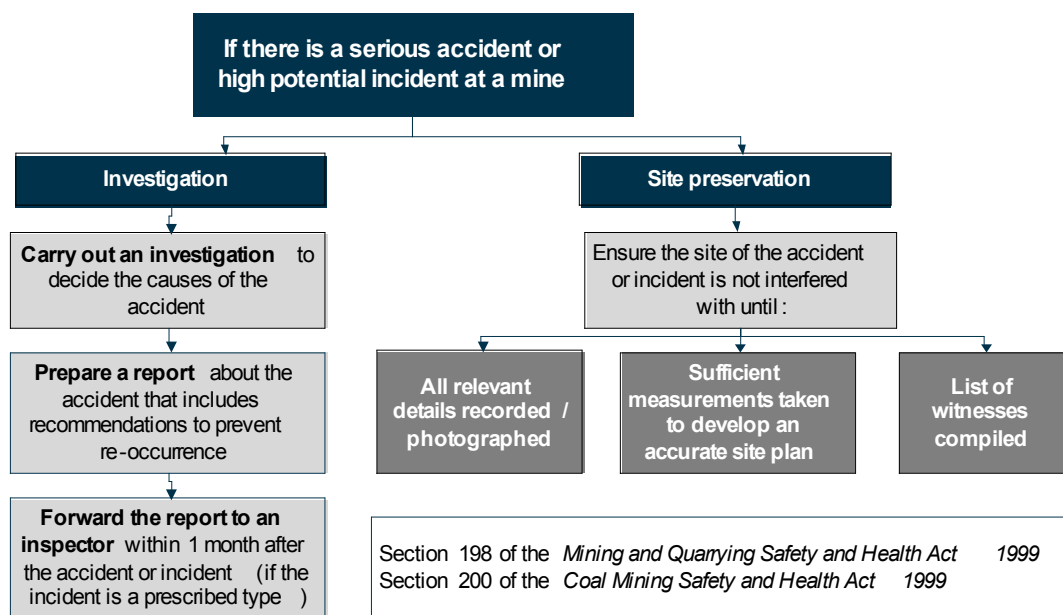 If there is a serious accident or
high potential incident at a mine
Investigation
Carry out an investigation to
decide the causes of the
accident
Prepare a report about the
accident that includes
recommendations to prevent
re-occurrence
Forward the report to an
inspector within 1 month after
the accident or incident (if the
incident is a prescribed type )
Site preservation
Ensure the site of the accident
or incident is not interfered
with until :
All relevant
details recorded /
photographed
Sufficient
measurements taken
to develop an
accurate site plan
List of
witnesses
compiled
Section 198 of the Mining and Quarrying Safety and Health Act 1999
Section 200 of the Coal Mining Safety and Health Act 1999